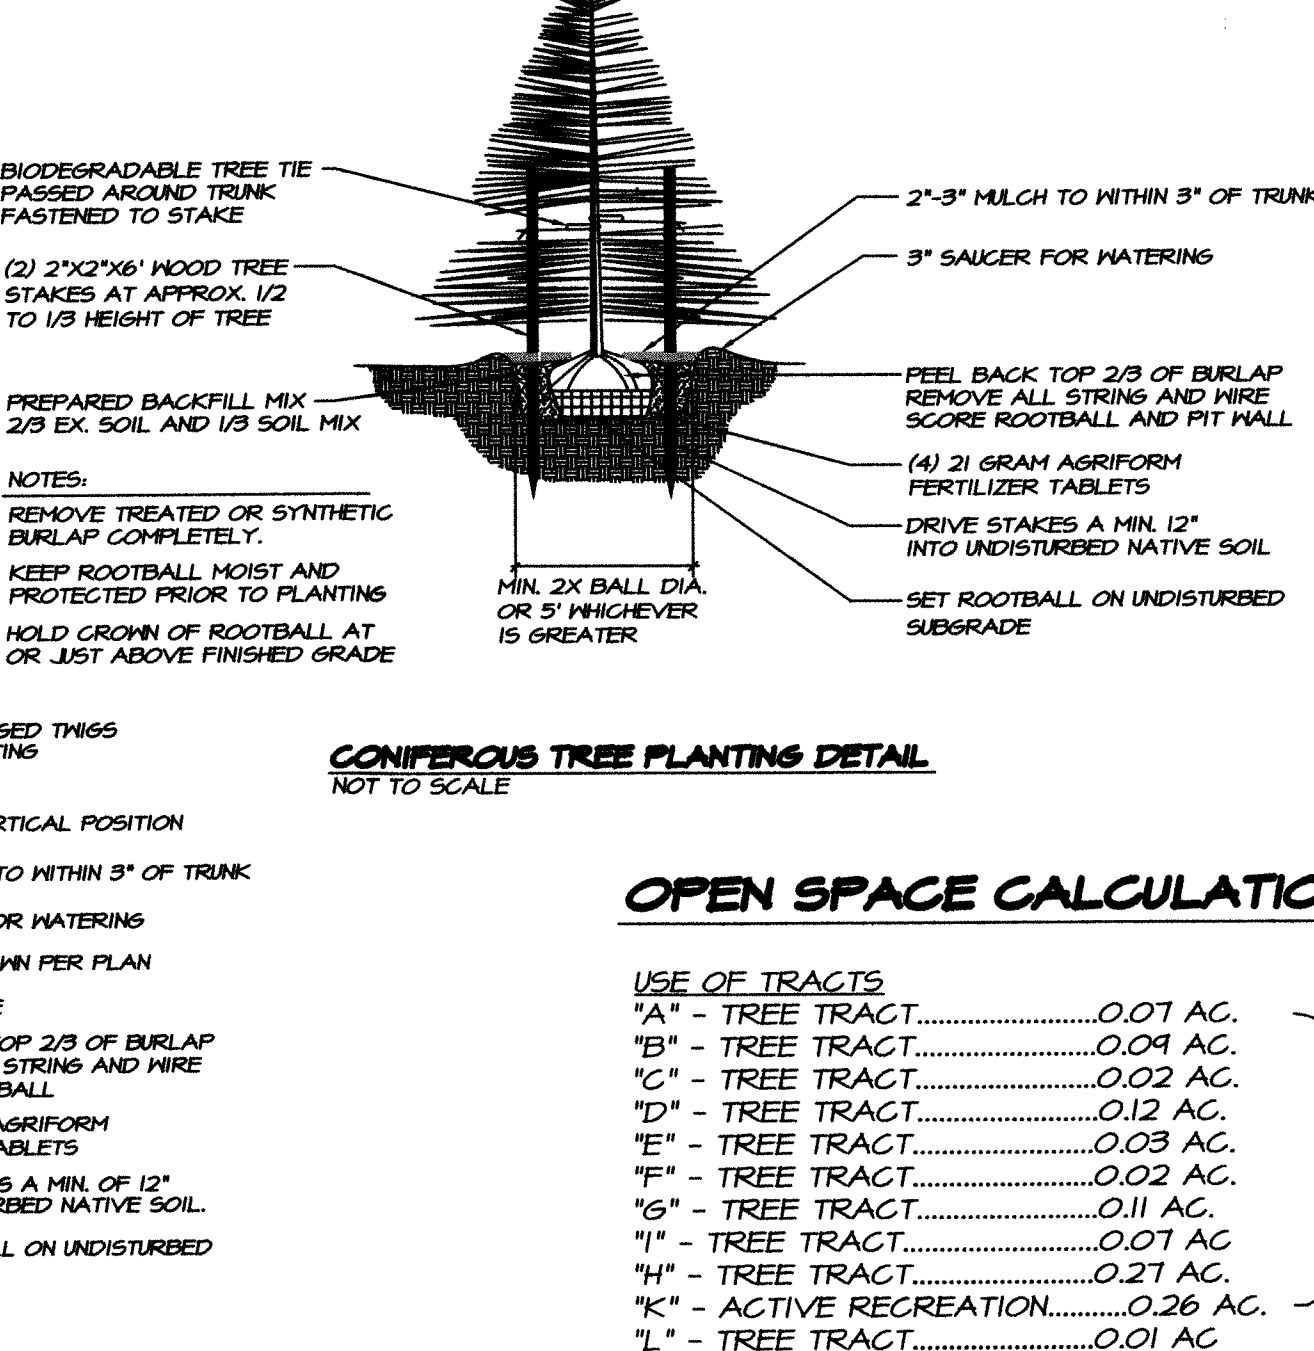 BIODEGRADABLE TREE TIE
PASSED AROUND TRUNK
FASTENED TO STAKE
(2) 2"X2"X6' WOOD TREE
STAKES AT APPROX. 1/2
TO 1/3 HEIGHT OF TREE
PREPARED BACKFILL MIX
2/3 EX. SOIL AND 1/3 SOIL MIX
NOTES:
REMOVE TREATED OR SYNTHETIC
BURLAP COMPLETELY.
KEEP ROOTBALL MOIST AND
PROTECTED PRIOR TO PLANTING
HOLD CROWN OF ROOTBALL AT
OR JUST ABOVE FINISHED GRADE
MIN. 2X BALL DIA.
OR 5' WHICHEVER
IS GREATER
2"-3" MULCH TO WITHIN 3" OF TRUNK
3" SAUCER FOR WATERING
PEEL BACK TOP 2/3 OF BURLAP
REMOVE ALL STRING AND WIRE
SCORE ROOTBALL AND PIT WALL
(4) 21 GRAM AGRIFORM
FERTILIZER TABLETS
DRIVE STAKES A MIN. 12"
INTO UNDISTURBED NATIVE SOIL
SET ROOTBALL ON UNDISTURBED
SUBGRADE
CONIFEROUS TREE PLANTING DETAIL
NOT TO SCALE
SED TWIGS
TING
RTICAL POSITION
TO WITHIN 3" OF TRUNK
OR WATERING
WN PER PLAN
E
OP 2/3 OF BURLAP
STRING AND WIRE
BALL
AGRIFORM
ABLETS
S A MIN. OF 12"
RBED NATIVE SOIL.
L ON UNDISTURBED
OPEN SPACE CALCULATIO
USE OF TRACTS
"A" - TREE TRACT..........................0.07 AC.
"B" - TREE TRACT..........................0.09 AC.
"C" - TREE TRACT..........................0.02 AC.
"D" - TREE TRACT..........................0.12 AC.
"E" - TREE TRACT..........................0.03 AC.
"F" - TREE TRACT..........................0.02 AC.
"G" - TREE TRACT..........................0.11 AC.
"I" - TREE TRACT............................0.07 AC
"H" - TREE TRACT..........................0.27 AC.
"K" - ACTIVE RECREATION...........0.26 AC.
"L" - TREE TRACT..........................0.01 AC